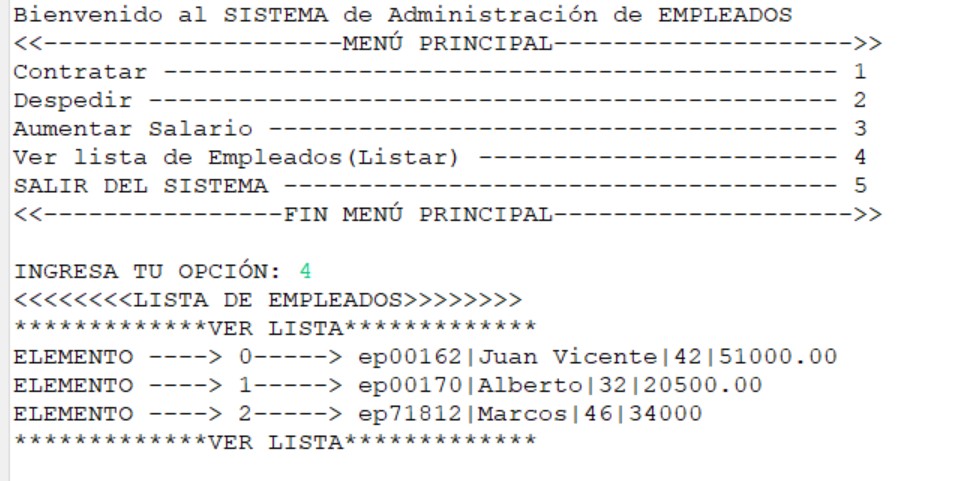 Bienvenido al SISTEMA de Administración de EMPLEADOS
<<--------------------MENÚ PRINCIPAL-------------------->>
Contratar --------------------------------------------- 1
Despedir ---------------------------------------------- 2
Aumentar Salario -------------------------------------- 3
Ver lista de Empleados(Listar) ------------------------ 4
SALIR DEL SISTEMA ------------------------------------- 5
<<----------------FIN MENÚ PRINCIPAL-------------------->>
INGRESA TU OPCIÓN: 4
<<<<<<<<LISTA DE EMPLEADOS>>>>>>>>
*************VER LISTA*************
ELEMENTO ----> 0-----> ep00162|Juan Vicente|42|51000.00
ELEMENTO ----> 1-----> ep00170|Alberto|32|20500.00
ELEMENTO ----> 2-----> ep71812|Marcos|46|34000
*************VER LISTA*************